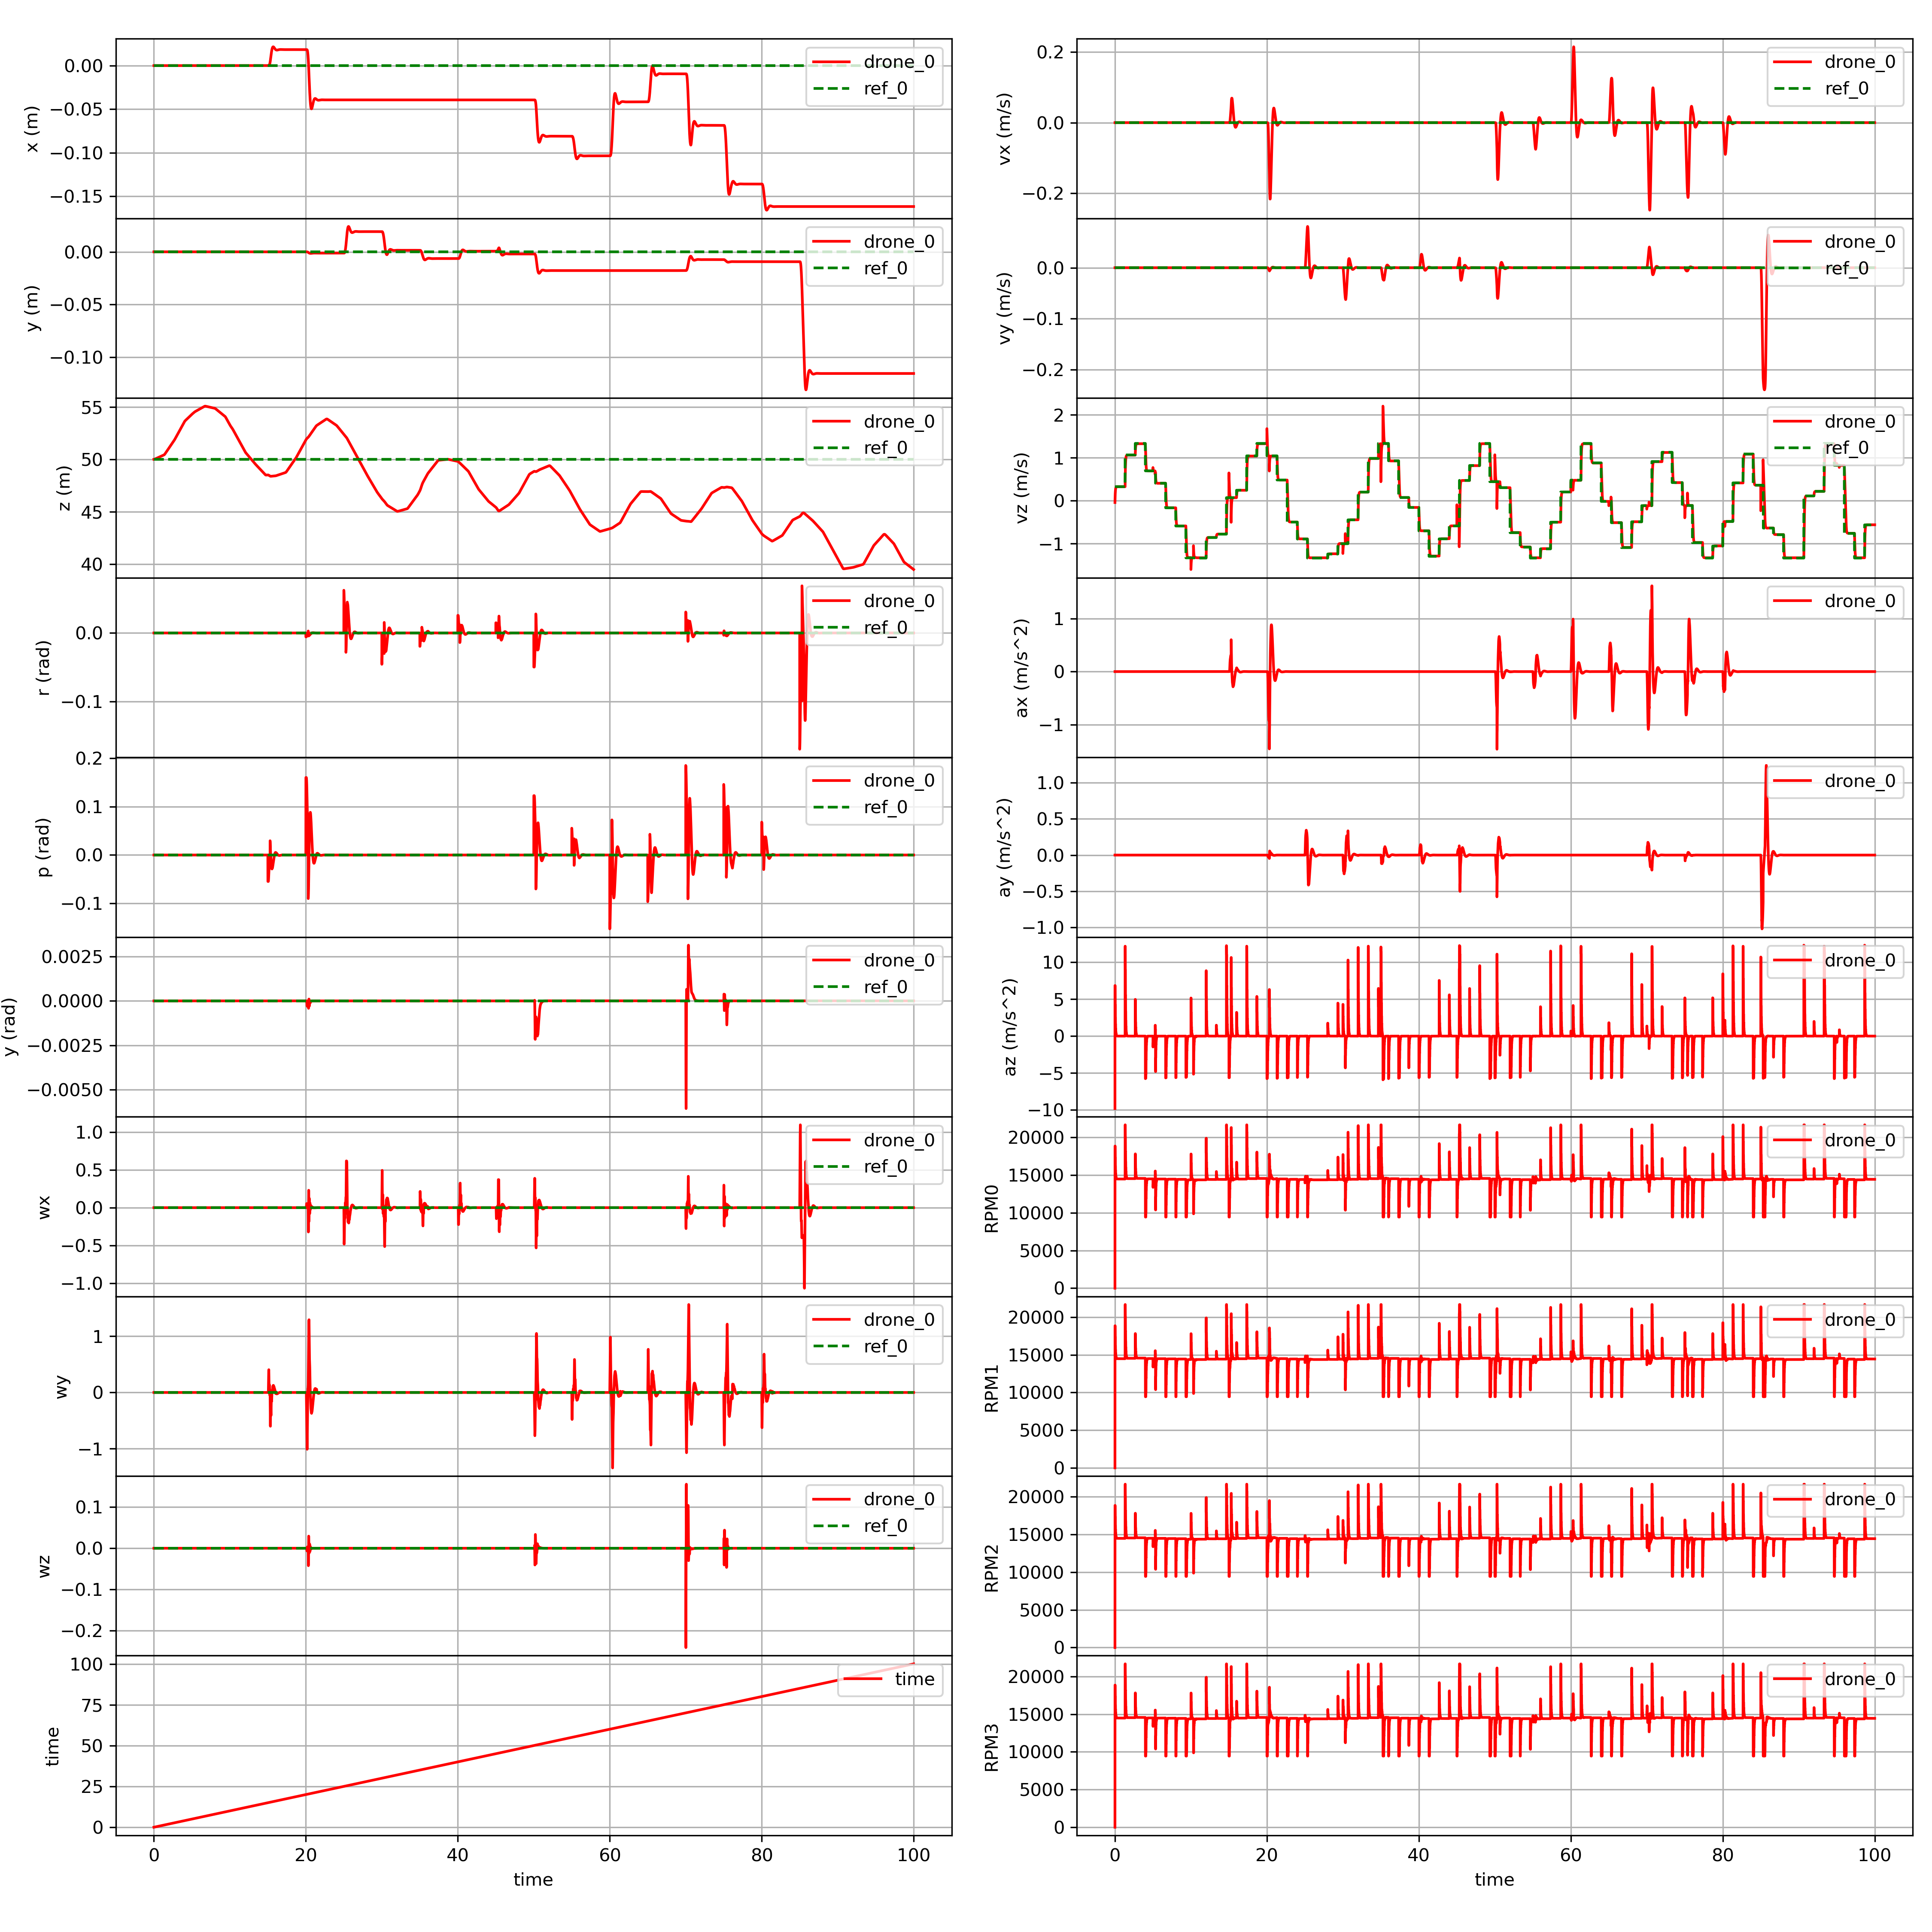 0.00
−0.05
−0.10
−0.15
x (m)
drone_0
ref_0
0.00
−0.05
−0.10
y (m)
drone_0
ref_0
55
50
45
40
z (m)
drone_0
ref_0
0.0
−0.1
r (rad)
drone_0
ref_0
0.2
0.1
0.0
−0.1
p (rad)
drone_0
ref_0
0.0025
0.0000
−0.0025
−0.0050
y (rad)
drone_0
ref_0
1.0
0.5
0.0
−0.5
−1.0
wx
drone_0
ref_0
1
0
−1
wy
drone_0
ref_0
0.1
0.0
−0.1
−0.2
wz
drone_0
ref_0
100
75
50
25
0
time
time
0 20 40 60 80 100
time
0.2
0.0
−0.2
vx (m/s)
drone_0
ref_0
0.0
−0.1
−0.2
vy (m/s)
drone_0
ref_0
2
1
0
−1
vz (m/s)
drone_0
ref_0
1
0
−1
ax (m/s^2)
drone_0
1.0
0.5
0.0
−0.5
−1.0
ay (m/s^2)
drone_0
10
5
0
−5
−10
az (m/s^2)
drone_0
20000
15000
10000
5000
0
RPM0
drone_0
20000
15000
10000
5000
0
RPM1
drone_0
20000
15000
10000
5000
0
RPM2
drone_0
20000
15000
10000
5000
0
RPM3
drone_0
0 20 40 60 80 100
time